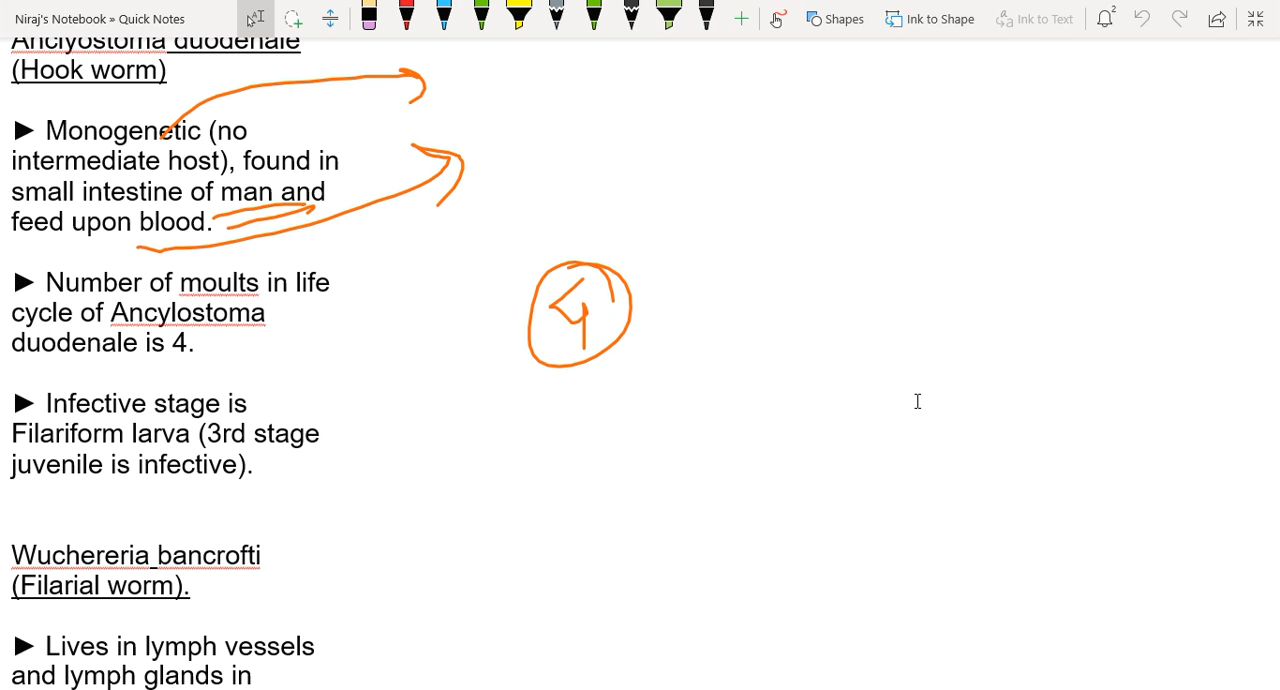 Niraj's Notebook » Quick Notes
Shapes
Ink to Shape
Ink to Text
2
Anclyostoma duodenale
(Hook worm)
► Monogenetic (no
intermediate host), found in
small intestine of man and
feed upon blood.
► Number of moults in life
cycle of Ancylostoma
duodenale is 4.
4
► Infective stage is
Filariform larva (3rd stage
juvenile is infective).
Wuchereria bancrofti
(Filarial worm).
► Lives in lymph vessels
and lymph glands in